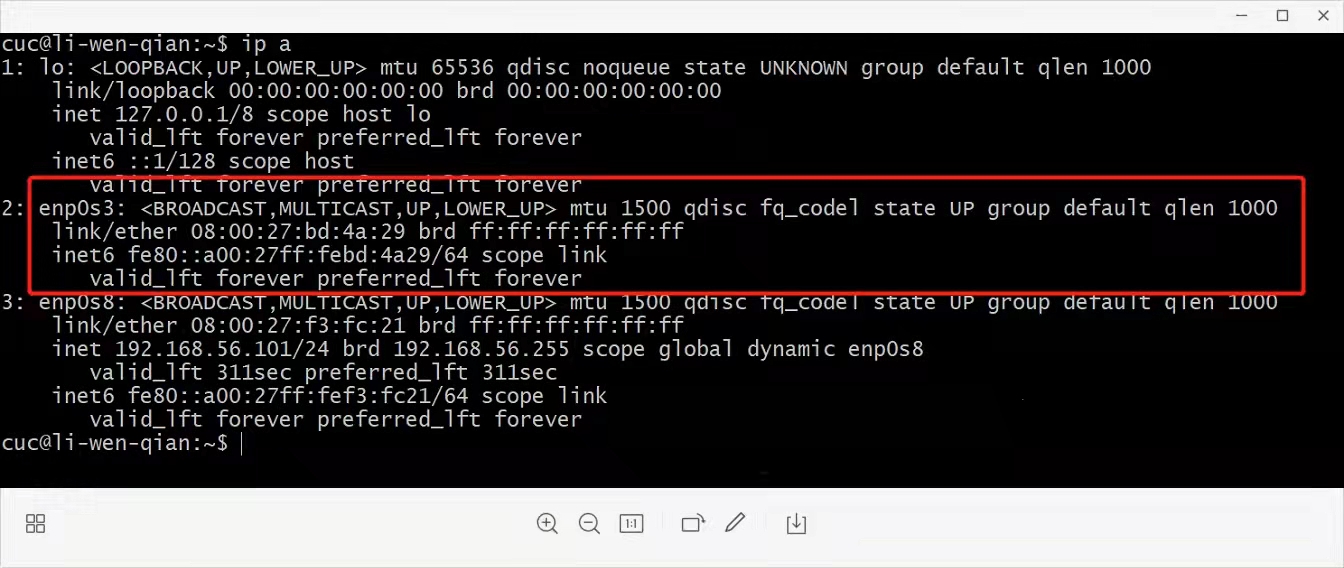 cuc@li-wen-qian:~$ ip a
1: lo: <LOOPBACK,UP,LOWER_UP> mtu 65536 qdisc noqueue state UNKNOWN group default qlen 1000
link/loopback 00:00:00:00:00:00 brd 00:00:00:00:00:00
inet 127.0.0.1/8 scope host lo
valid_lft forever preferred_lft forever
inet6 ::1/128 scope host
valid_lft forever preferred_lft forever
2: enp0s3: <BROADCAST,MULTICAST,UP,LOWER_UP> mtu 1500 qdisc fq_codel state UP group default qlen 1000
link/ether 08:00:27:bd:4a:29 brd ff:ff:ff:ff:ff:ff
inet6 fe80::a00:27ff:febd:4a29/64 scope link
valid_lft forever preferred_lft forever
3: enp0s8: <BROADCAST,MULTICAST,UP,LOWER_UP> mtu 1500 qdisc fq_codel state UP group default qlen 1000
link/ether 08:00:27:f3:fc:21 brd ff:ff:ff:ff:ff:ff
inet 192.168.56.101/24 brd 192.168.56.255 scope global dynamic enp0s8
valid_lft 311sec preferred_lft 311sec
inet6 fe80::a00:27ff:fef3:fc21/64 scope link
valid_lft forever preferred_lft forever
cuc@li-wen-qian:~$
1:1